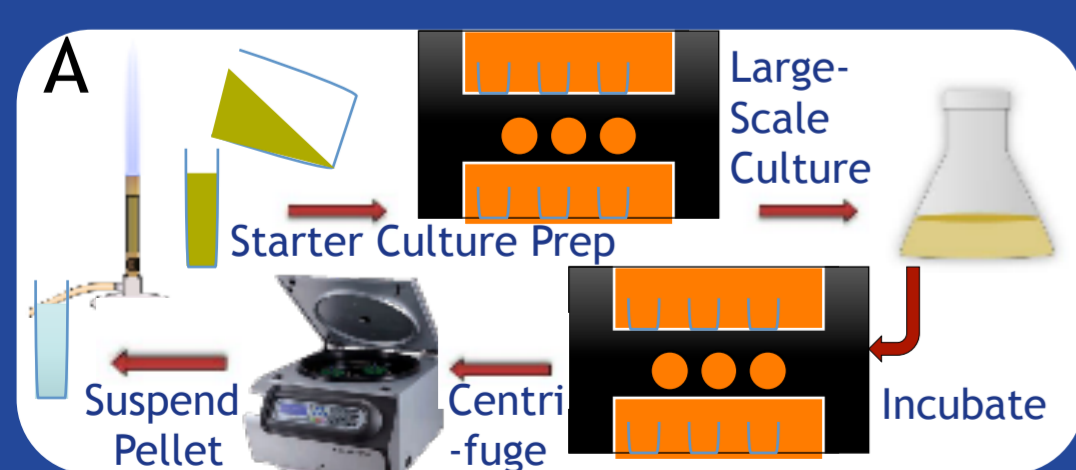 A
Large-
Scale
Culture
Starter Culture Prep
Incubate
Centri
-fuge
Suspend
Pellet